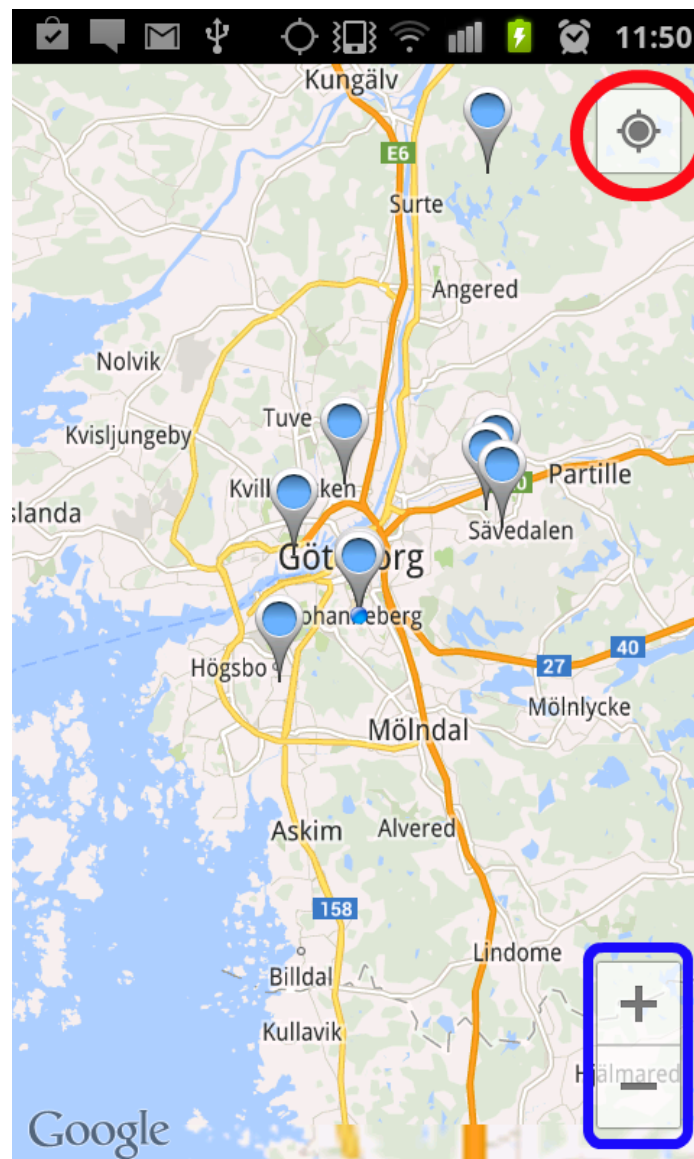 11:50
Kungälv
E6
Surte
Angered
Nolvik
Tuve
Kvisljungeby
Partille
Sävedalen
Högsbo
40
27
Mölnlycke
Mölndal
Askim
Alvered
158
Lindome
Billdal
Kullavik
+
Hjälmared
−
Google